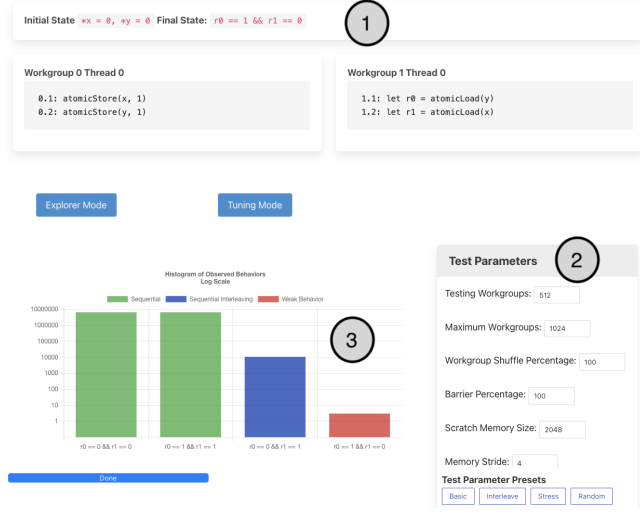 Initial State *x = 0, *y = 0 Final State: r0 == 1 && r1 == 0
1
Workgroup 0 Thread 0
0.1: atomicStore(x, 1)
0.2: atomicStore(y, 1)
Workgroup 1 Thread 0
1.1: let r0 = atomicLoad(y)
1.2: let r1 = atomicLoad(x)
Explorer Mode
Tuning Mode
Histogram of Observed Behaviors
Log Scale
Sequential Sequential Interleaving Weak Behavior
10000000
1000000
100000
10000
1000
100
10
1
3
r0 == 0 && r1 == 0 r0 == 1 && r1 == 1 r0 == 0 && r1 == 1 r0 == 1 && r1 == 0
Done
Test Parameters
2
Testing Workgroups: 512
Maximum Workgroups: 1024
Workgroup Shuffle Percentage: 100
Barrier Percentage: 100
Scratch Memory Size: 2048
Memory Stride: 4
Test Parameter Presets
Basic Interleave Stress Random